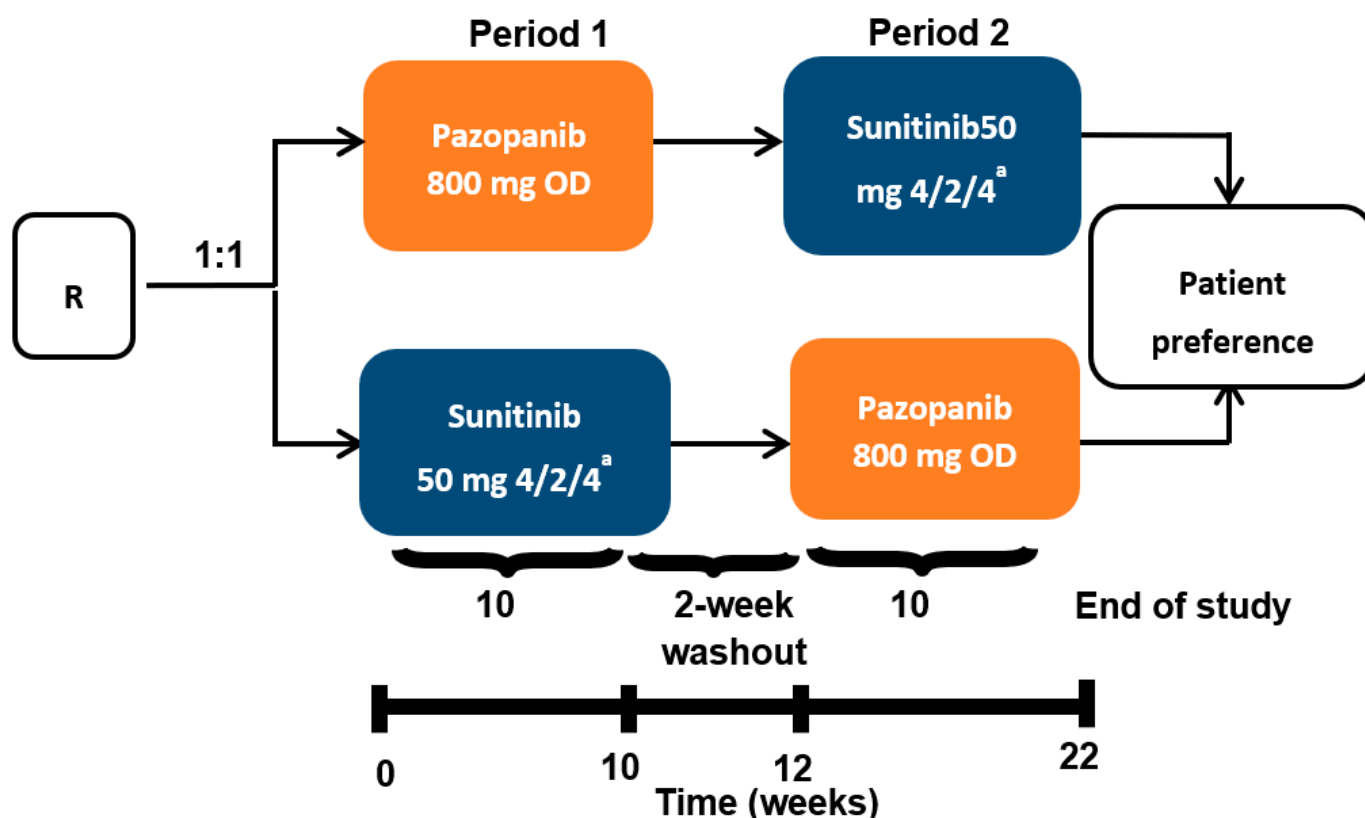 Period 1
Period 2
Pazopanib
800 mg OD
Sunitinib50
mg 4/2/4a
R
1:1
Patient
preference
Sunitinib
50 mg 4/2/4a
Pazopanib
800 mg OD
10
2-week
washout
10
End of study
0
10
12
22
Time (weeks)